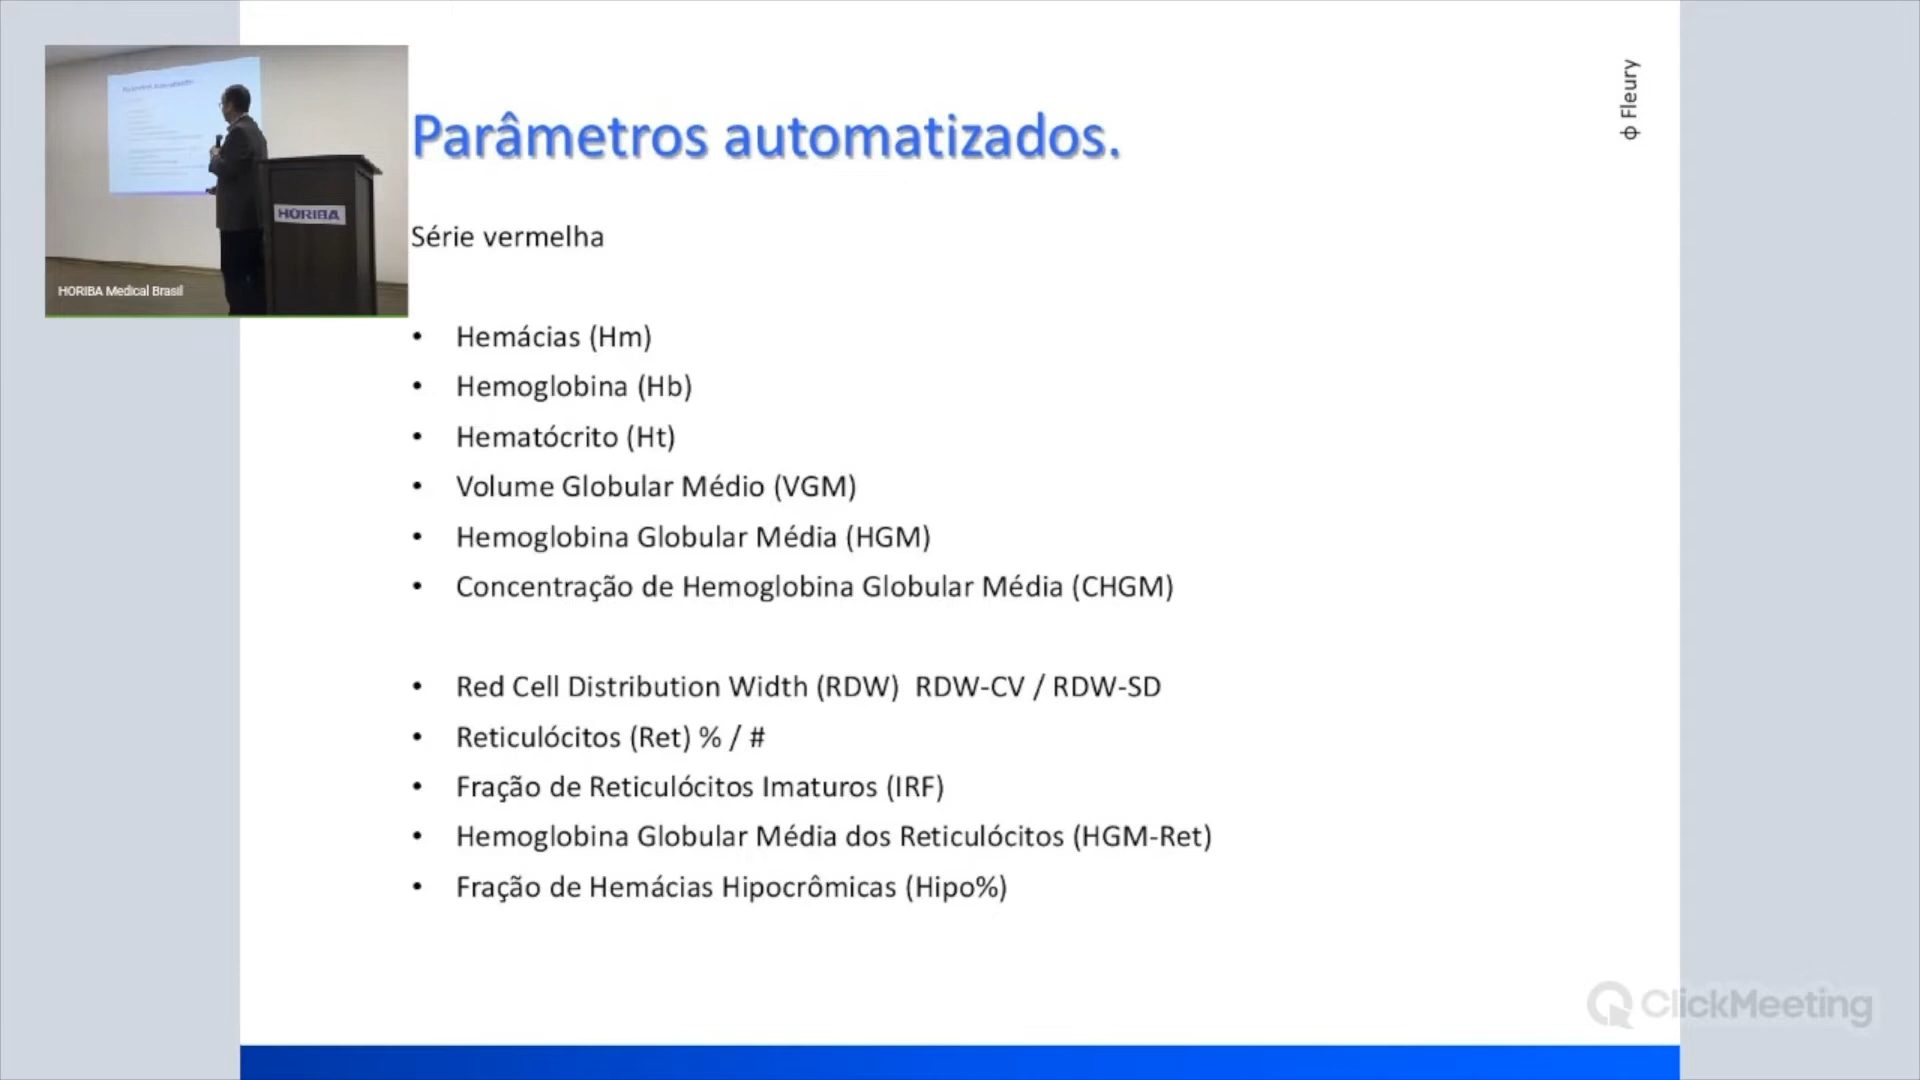 Parâmetros automatizados.
Fleury
HORIBA
HORIBA Medical Brasil
Série vermelha
• Hemácias (Hm)
• Hemoglobina (Hb)
• Hematócrito (Ht)
• Volume Globular Médio (VGM)
• Hemoglobina Globular Média (HGM)
• Concentração de Hemoglobina Globular Média (CHGM)
• Red Cell Distribution Width (RDW)  RDW-CV / RDW-SD
• Reticulócitos (Ret) % / #
• Fração de Reticulócitos Imaturos (IRF)
• Hemoglobina Globular Média dos Reticulócitos (HGM-Ret)
• Fração de Hemácias Hipocrômicas (Hipo%)
ClickMeeting